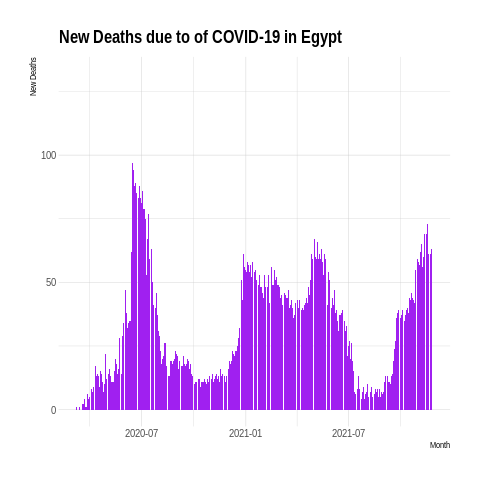 New Deaths due to of COVID-19 in Egypt
New Deaths
100
50
0
2020-07 2021-01 2021-07
Month